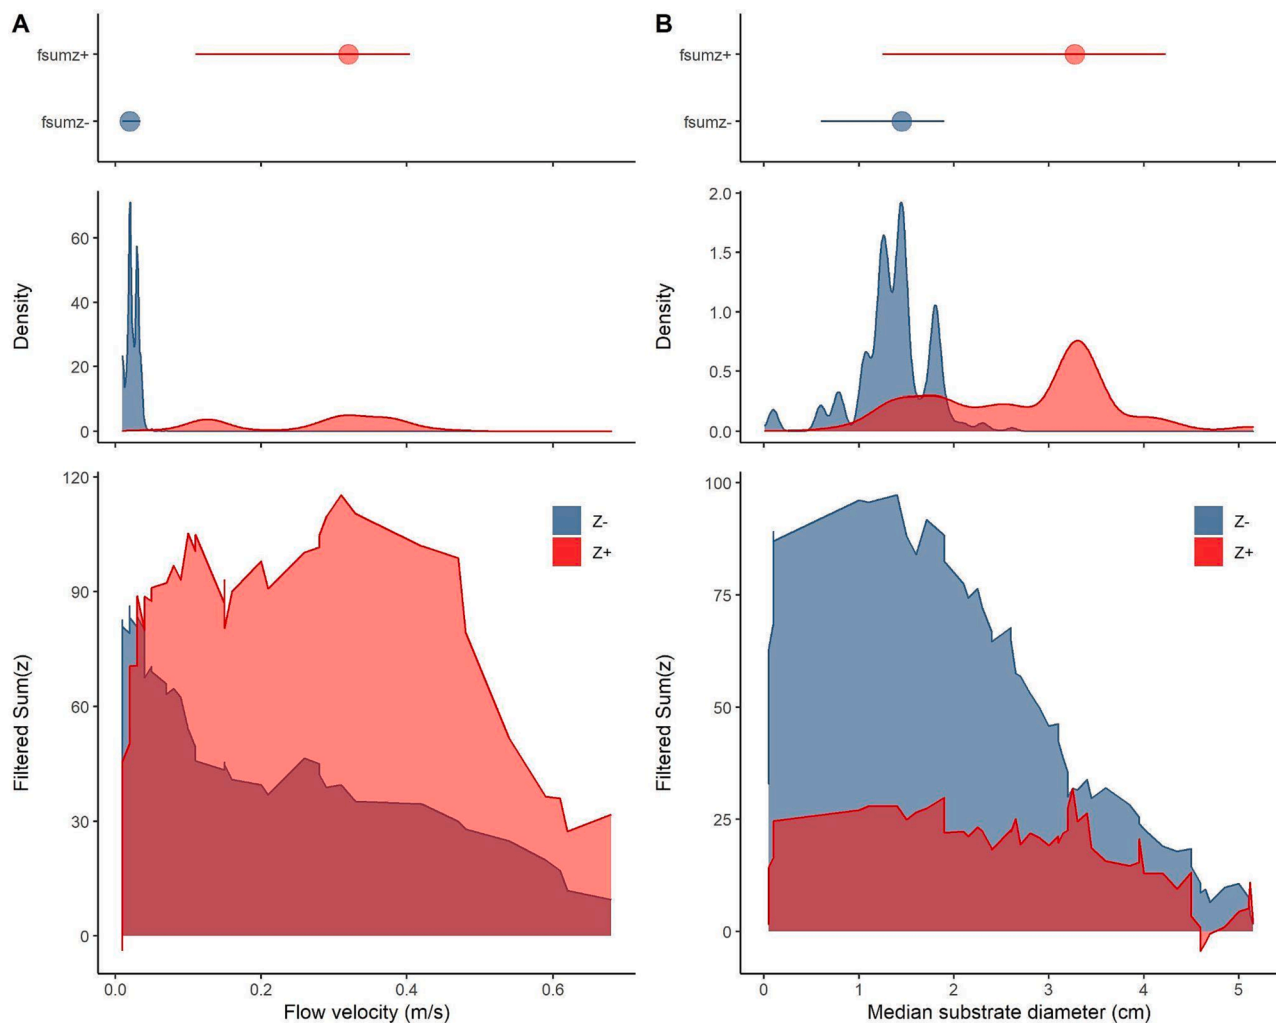 A
fsumz+
fsumz-
Density
60
40
20
0
Filtered Sum(z)
120
90
60
30
0
Z-
Z+
0.0 0.2 0.4 0.6
Flow velocity (m/s)
B
fsumz+
fsumz-
Density
2.0
1.5
1.0
0.5
0.0
Filtered Sum(z)
100
75
50
25
0
Z-
Z+
0 1 2 3 4 5
Median substrate diameter (cm)